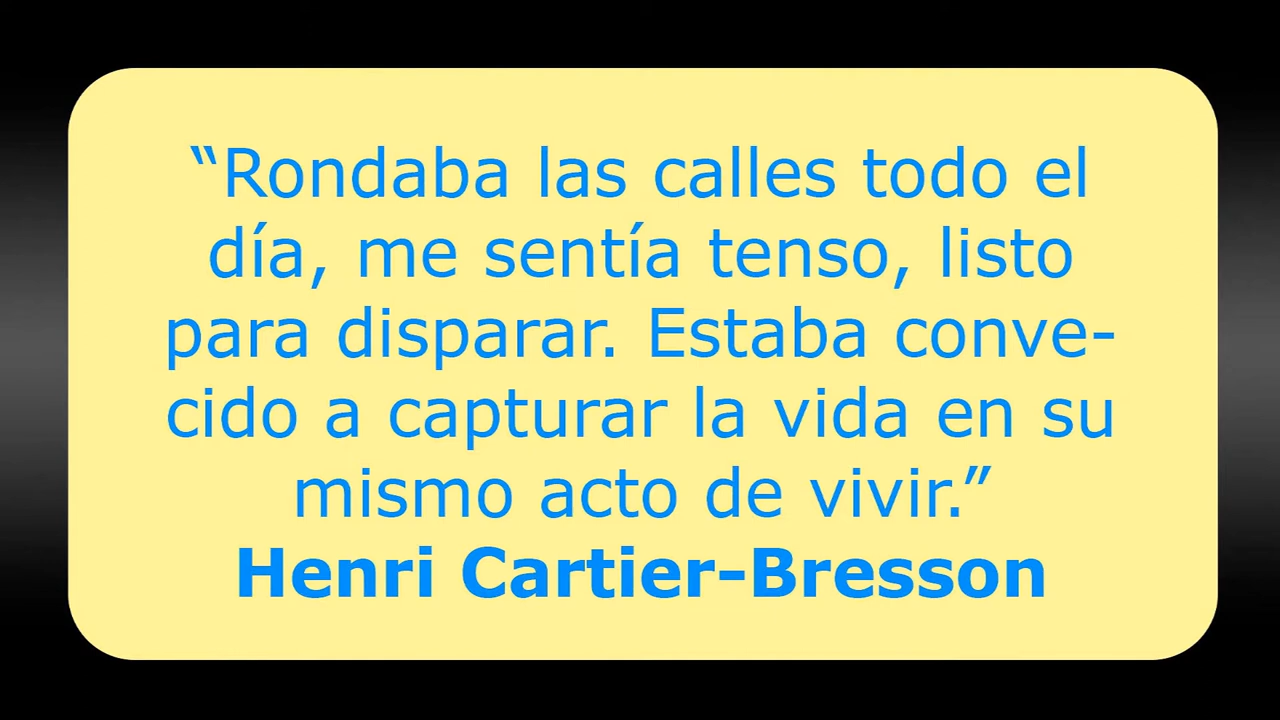 “Rondaba las calles todo el
día, me sentía tenso, listo
para disparar. Estaba conve-
cido a capturar la vida en su
mismo acto de vivir.”
Henri Cartier-Bresson